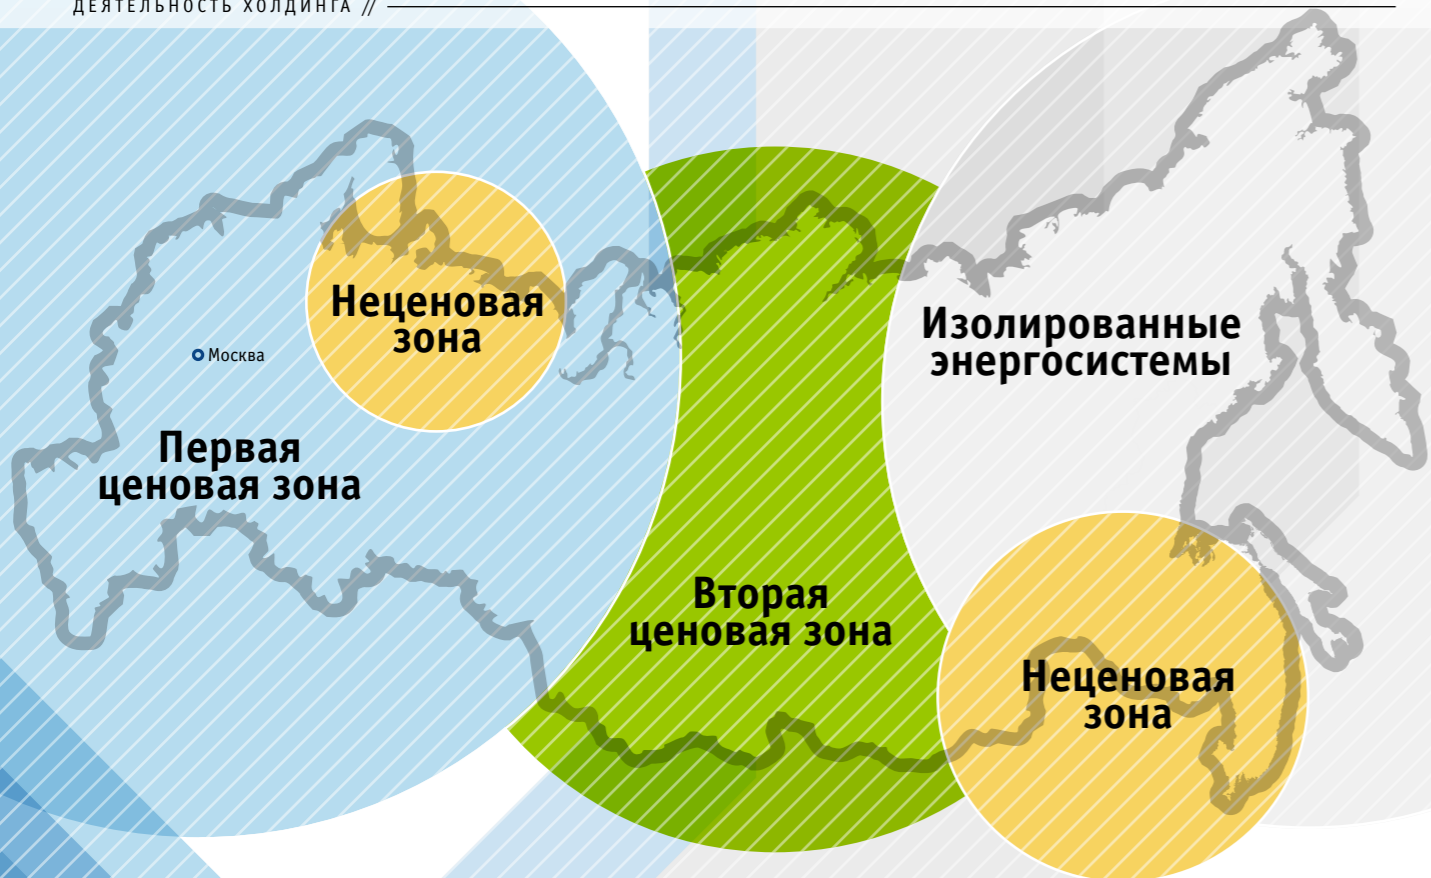 ДЕЯТЕЛЬНОСТЬ ХОЛДИНГА //
Неценовая
зона
Москва
Первая
ценовая зона
Изолированные
энергосистемы
Вторая
ценовая зона
Неценовая
зона